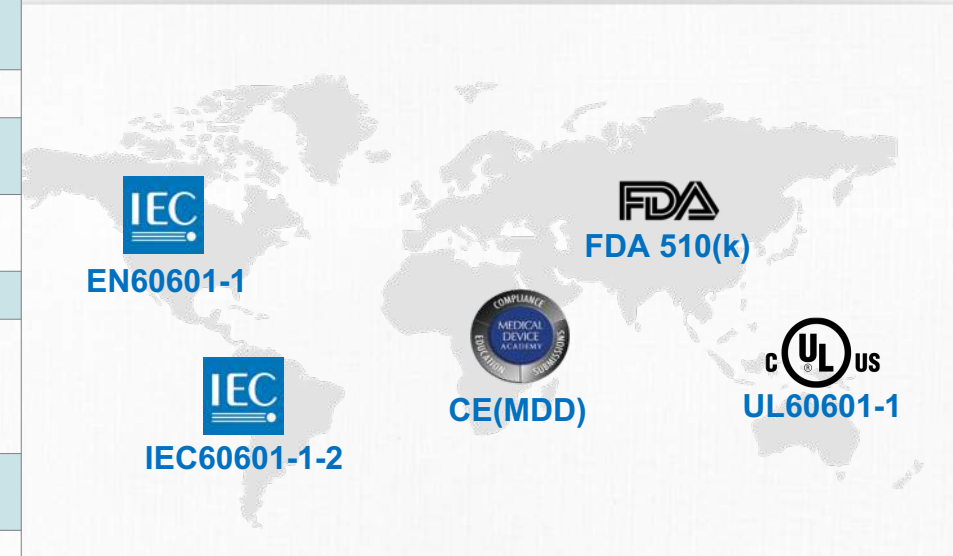 IEC
EN60601-1
FDA
FDA 510(k)
COMPLIANCE
MEDICAL
DEVICE
ACADEMY
EDUCATION
SUBMISSIONS
CE(MDD)
C UL US
®
UL60601-1
IEC
IEC60601-1-2